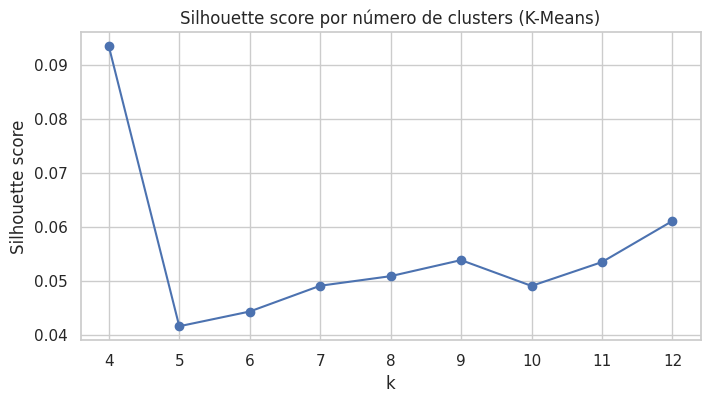 Silhouette score por número de clusters (K-Means)
Silhouette score
0.09
0.08
0.07
0.06
0.05
0.04
4 5 6 7 8 9 10 11 12
k